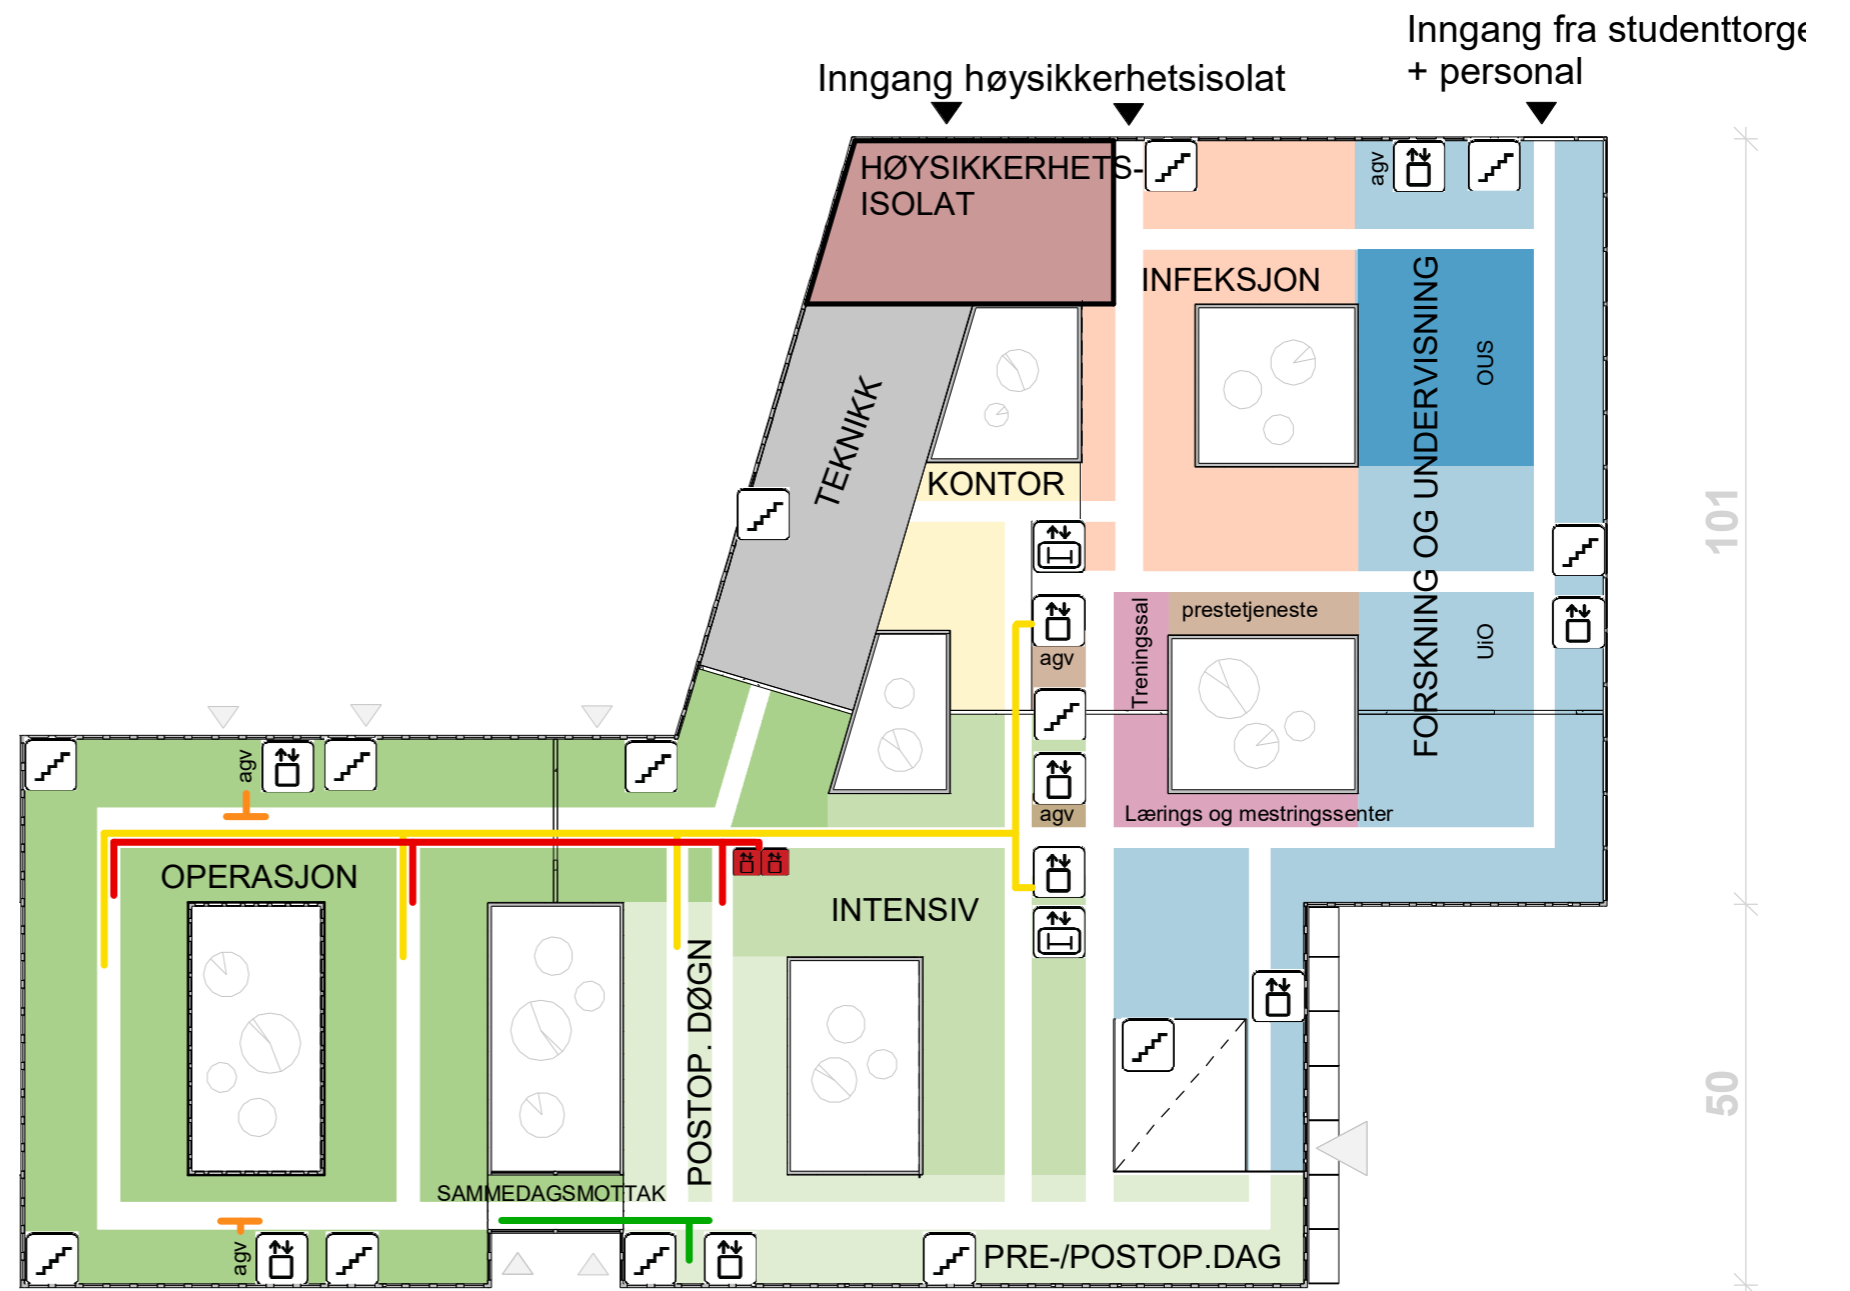 Inngang fra studenttorge
+ personal
Inngang høysikkerhetsisolat
HØYSIKKERHETS-
ISOLAT
agv
INFEKSJON
FORSKNING OG UNDERVISNING
OUS
TEKNIKK
KONTOR
101
prestetjeneste
Treningssal
UiO
agv
agv
agv
Lærings og mestringssenter
OPERASJON
INTENSIV
POSTOP. DØGN
50
SAMMEDAGSMOTTAK
agv
PRE-/POSTOP.DAG